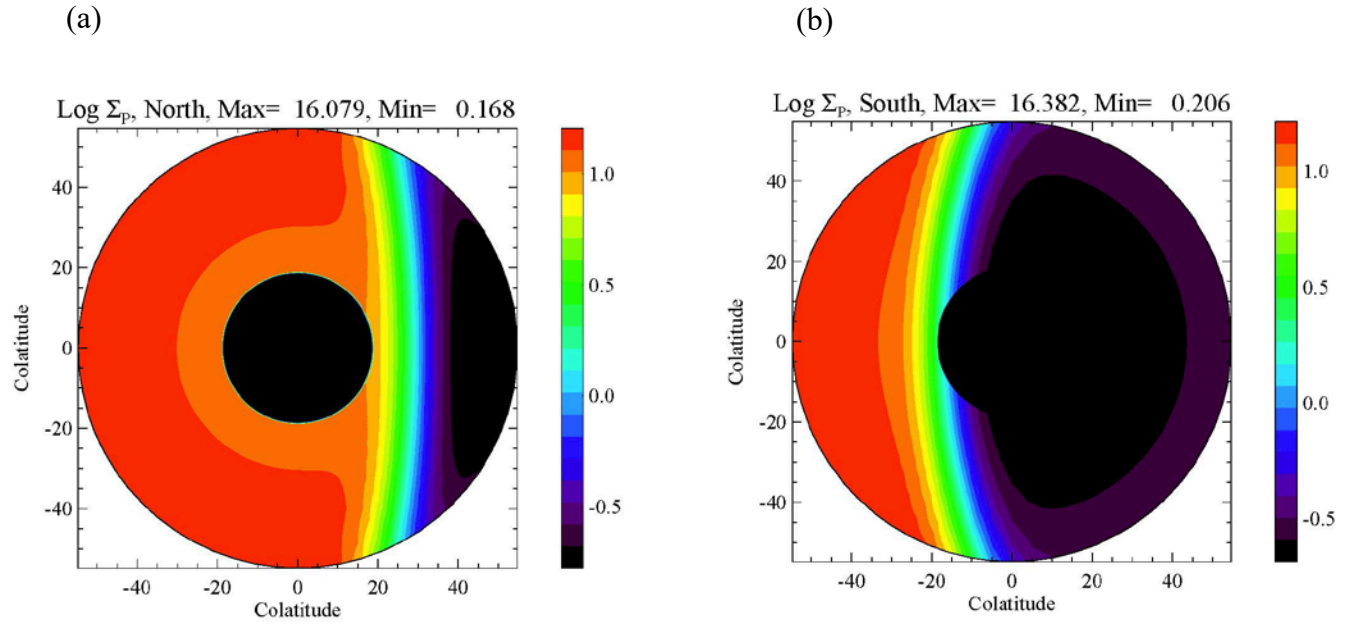 (a)
(b)
Log Σ_P, North, Max= 16.079, Min= 0.168
Log Σ_P, South, Max= 16.382, Min= 0.206
40
20
0
-20
-40
Colatitude
-40 -20 0 20 40
Colatitude
1.0
0.5
0.0
-0.5
40
20
0
-20
-40
Colatitude
-40 -20 0 20 40
Colatitude
1.0
0.5
0.0
-0.5